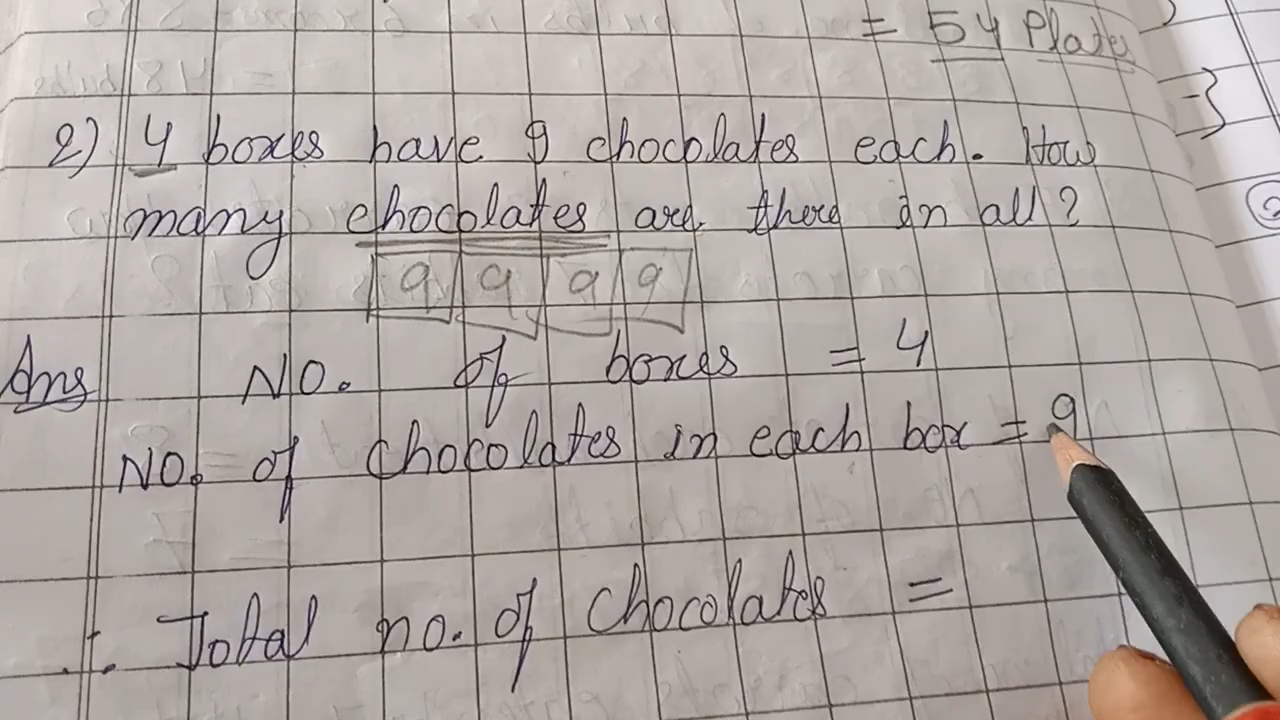 = 54 Plates
2) 4 boxes have 9 chocolates each. How
many chocolates are there in all?
9 9 9 9
Ans NO. of boxes = 4
NO. of chocolates in each box = 9
∴ Total no. of chocolates =